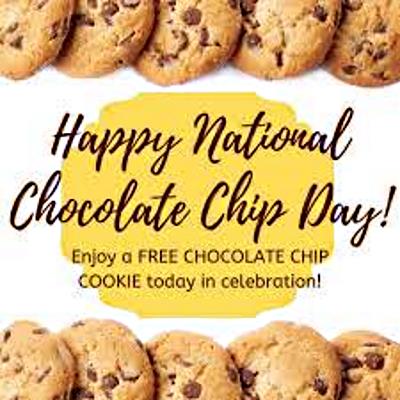 Happy National
Chocolate Chip Day!
Enjoy a FREE CHOCOLATE CHIP
COOKIE today in celebration!